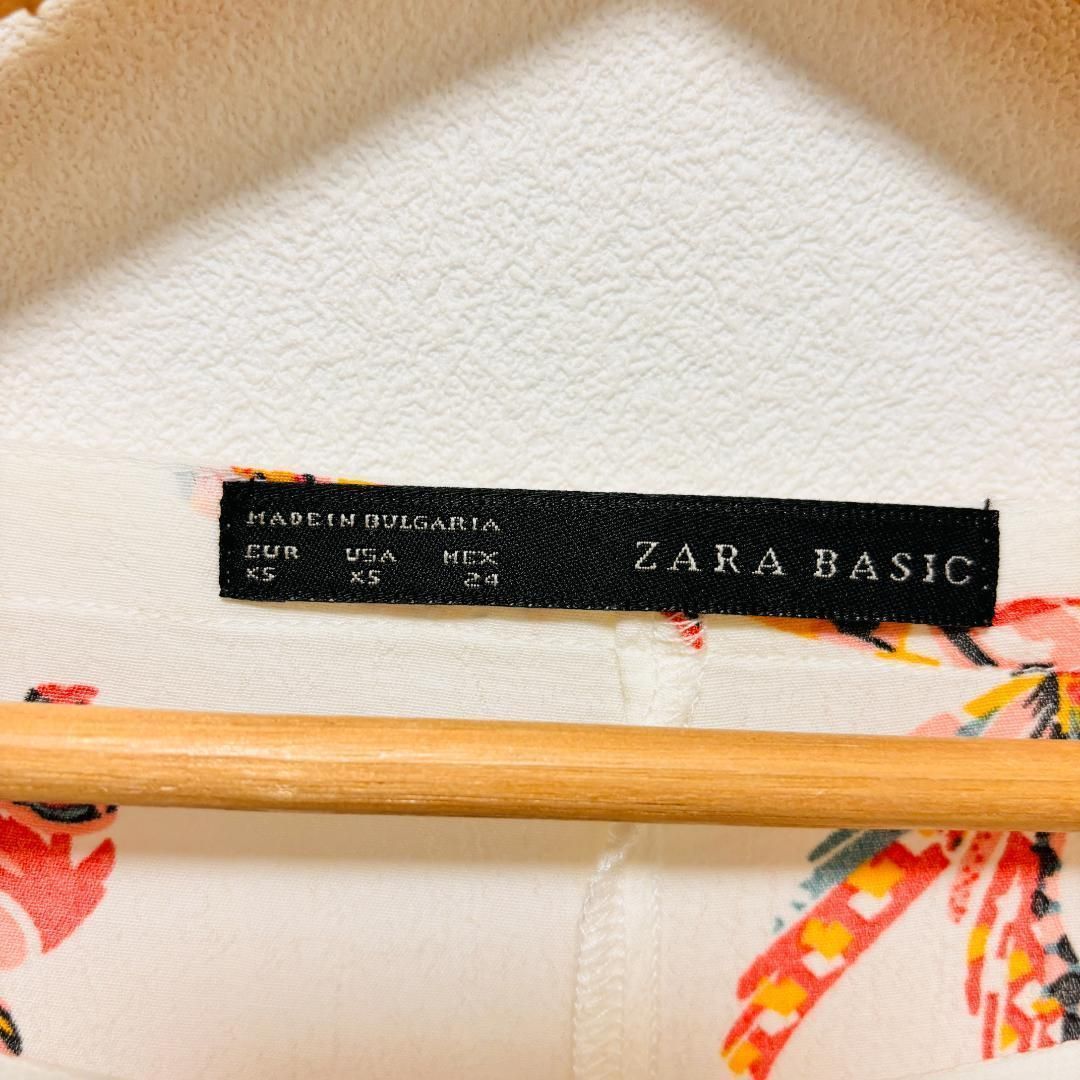 MADE IN BULGARIA
EUR USA MEX
XS XS 24
ZARA BASIC